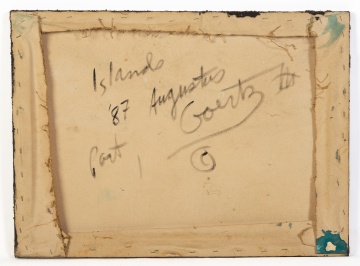 Islands
'87 Augustus
Goertz III
Part I
©